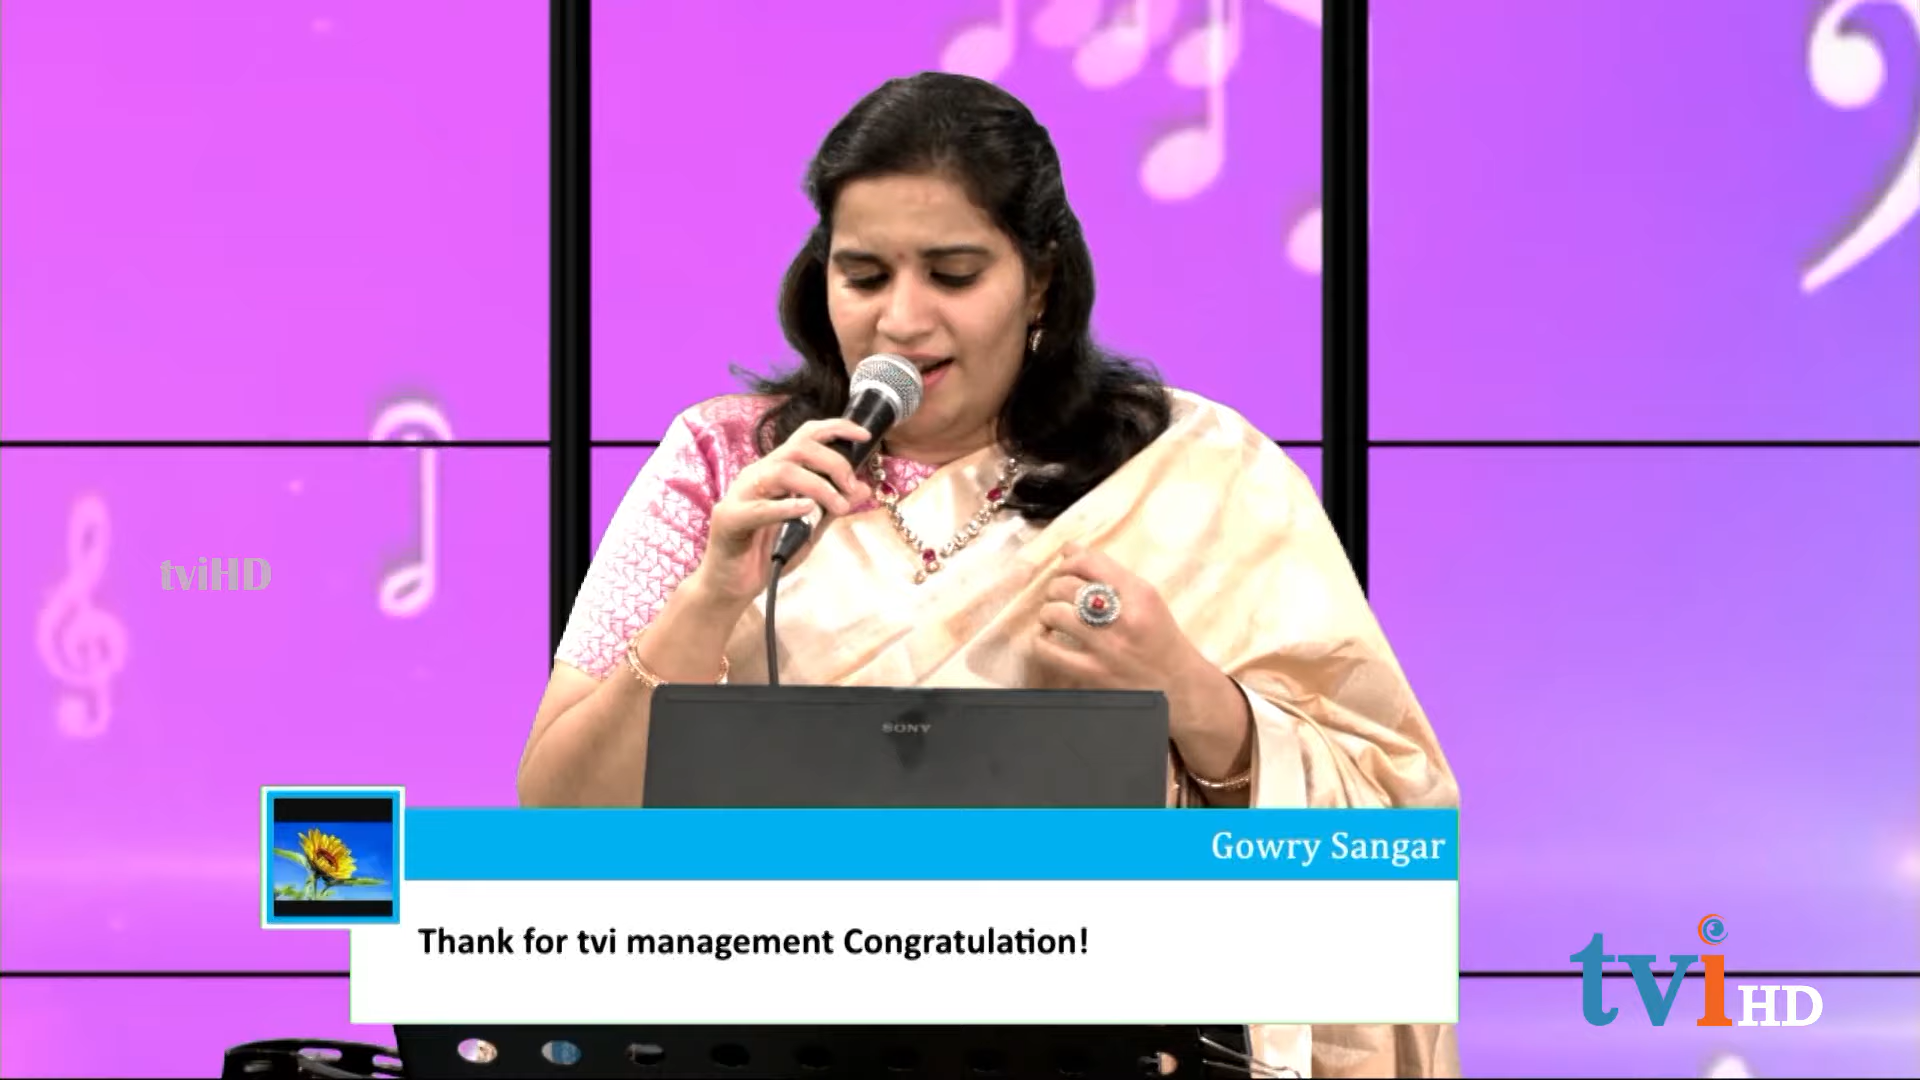 tviHD
SONY
Gowry Sangar
Thank for tvi management Congratulation!
tvi HD